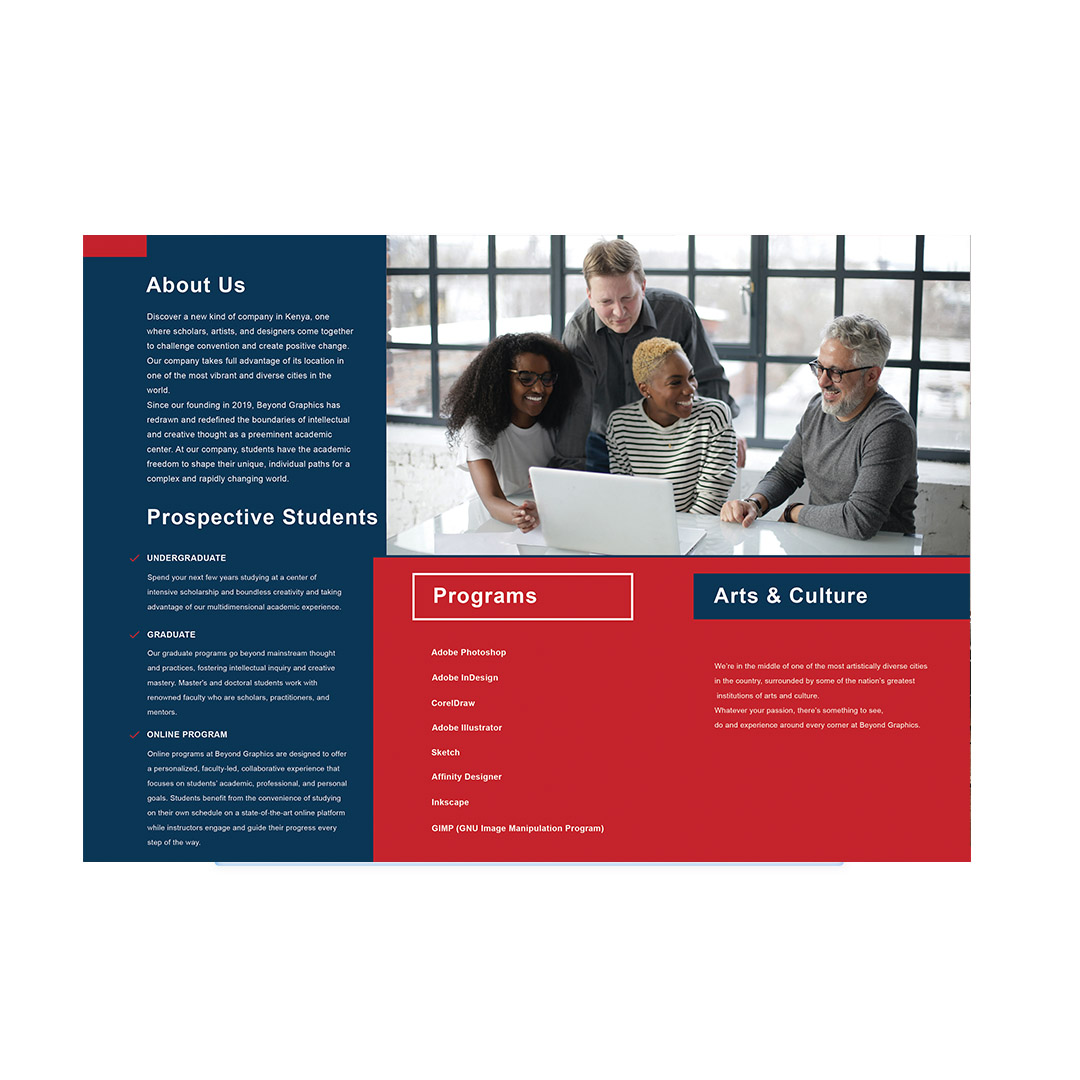 About Us
Discover a new kind of company in Kenya, one
where scholars, artists, and designers come together
to challenge convention and create positive change.
Our company takes full advantage of its location in
one of the most vibrant and diverse cities in the
world.
Since our founding in 2019, Beyond Graphics has
redrawn and redefined the boundaries of intellectual
and creative thought as a preeminent academic
center. At our company, students have the academic
freedom to shape their unique, individual paths for a
complex and rapidly changing world.
Prospective Students
UNDERGRADUATE
Spend your next few years studying at a center of
intensive scholarship and boundless creativity and taking
advantage of our multidimensional academic experience.
GRADUATE
Our graduate programs go beyond mainstream thought
and practices, fostering intellectual inquiry and creative
mastery. Master's and doctoral students work with
renowned faculty who are scholars, practitioners, and
mentors.
ONLINE PROGRAM
Online programs at Beyond Graphics are designed to offer
a personalized, faculty-led, collaborative experience that
focuses on students' academic, professional, and personal
goals. Students benefit from the convenience of studying
on their own schedule on a state-of-the-art online platform
while instructors engage and guide their progress every
step of the way.
Programs
Adobe Photoshop
Adobe InDesign
CorelDraw
Adobe Illustrator
Sketch
Affinity Designer
Inkscape
GIMP (GNU Image Manipulation Program)
Arts & Culture
We're in the middle of one of the most artistically diverse cities
in the country, surrounded by some of the nation's greatest
institutions of arts and culture.
Whatever your passion, there's something to see,
do and experience around every corner at Beyond Graphics.